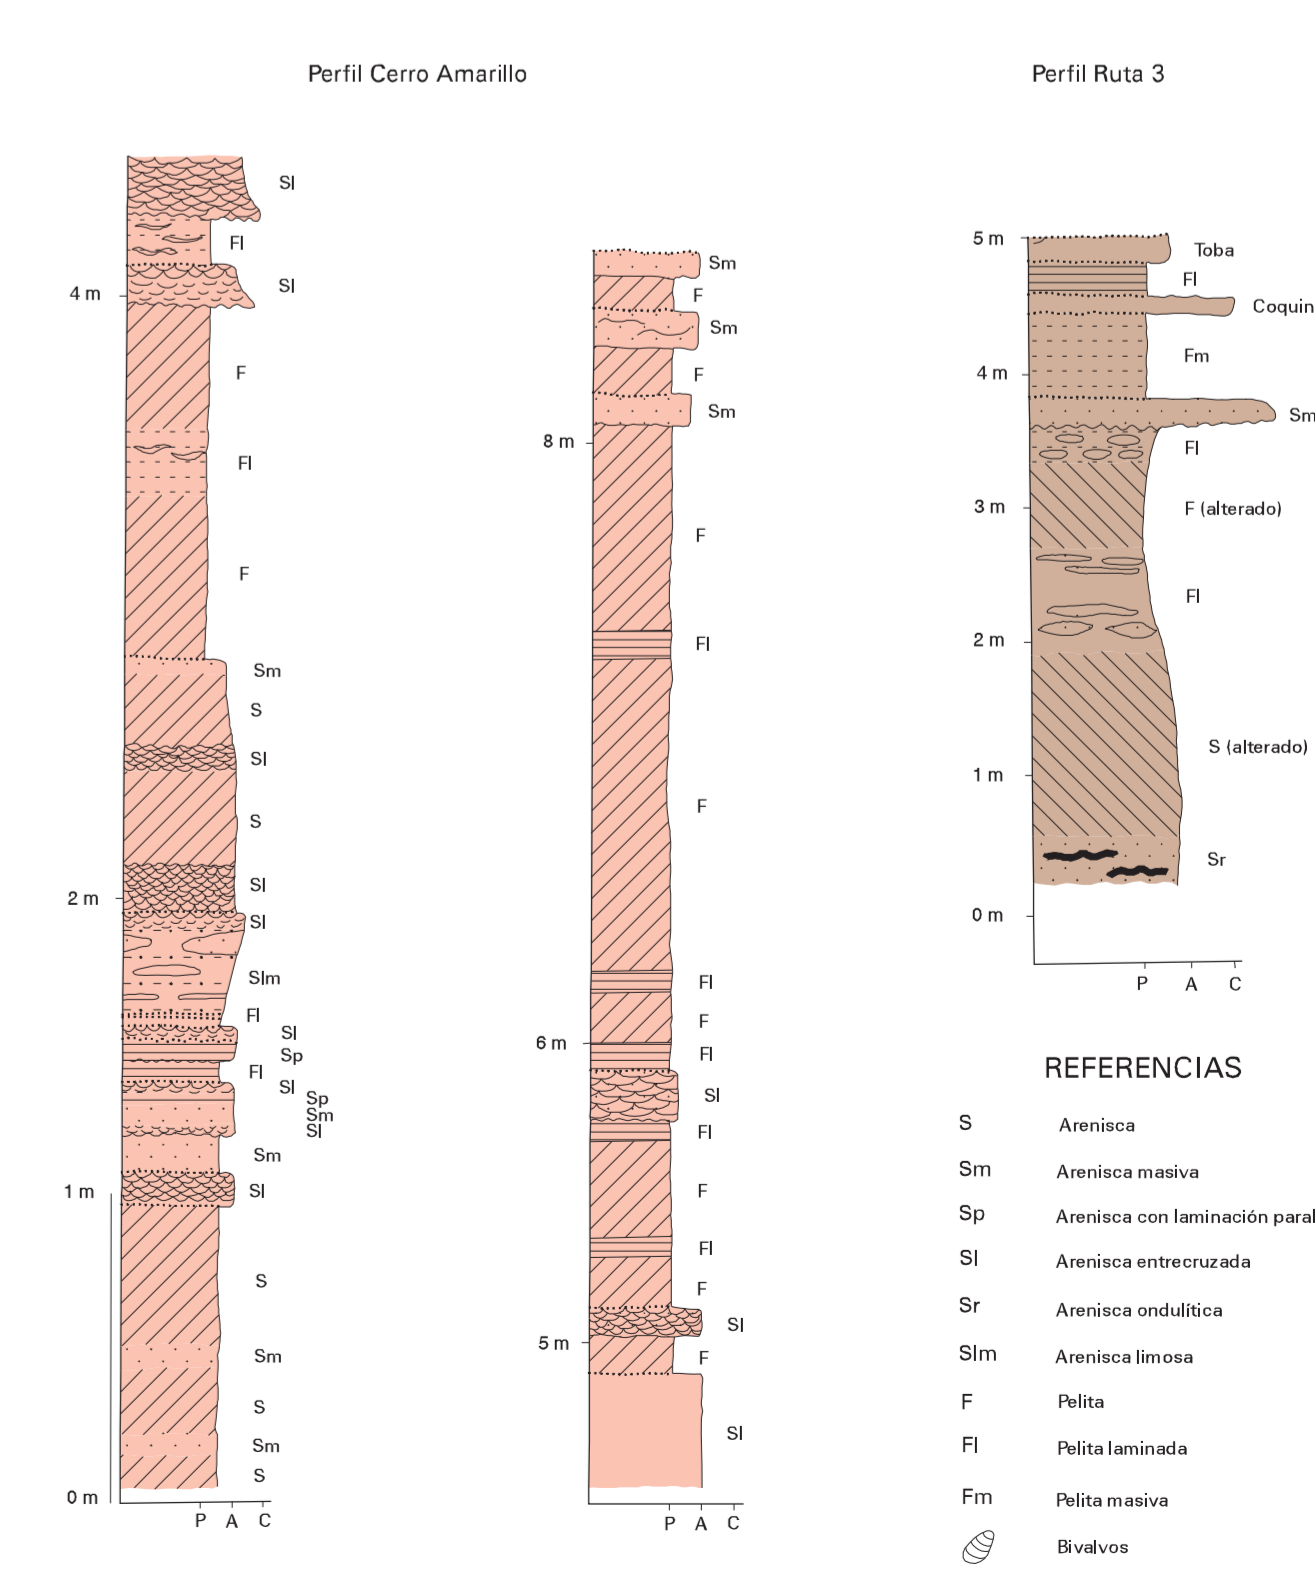 Perfil Cerro Amarillo
Perfil Ruta 3
Sl
Fl
Sl
4 m
F
Fl
F
Sm
S
Sl
S
Sl
2 m
Sl
Slm
Fl
Sl
Sp
Fl
Sl
Sp
Sm
Sl
Sm
1 m
Sl
S
Sm
S
Sm
S
0 m
P A C
Sm
F
Sm
F
Sm
8 m
F
Fl
F
Fl
F
6 m
Fl
Sl
Fl
F
Fl
F
Sl
5 m
F
Sl
P A C
5 m
Toba
Fl
Coquin
Fm
4 m
Sm
Fl
3 m
F (alterado)
Fl
2 m
S (alterado)
1 m
Sr
0 m
P A C
REFERENCIAS
S Arenisca
Sm Arenisca masiva
Sp Arenisca con laminación paral
Sl Arenisca entrecruzada
Sr Arenisca ondulítica
Slm Arenisca limosa
F Pelita
Fl Pelita laminada
Fm Pelita masiva
Bivalvos